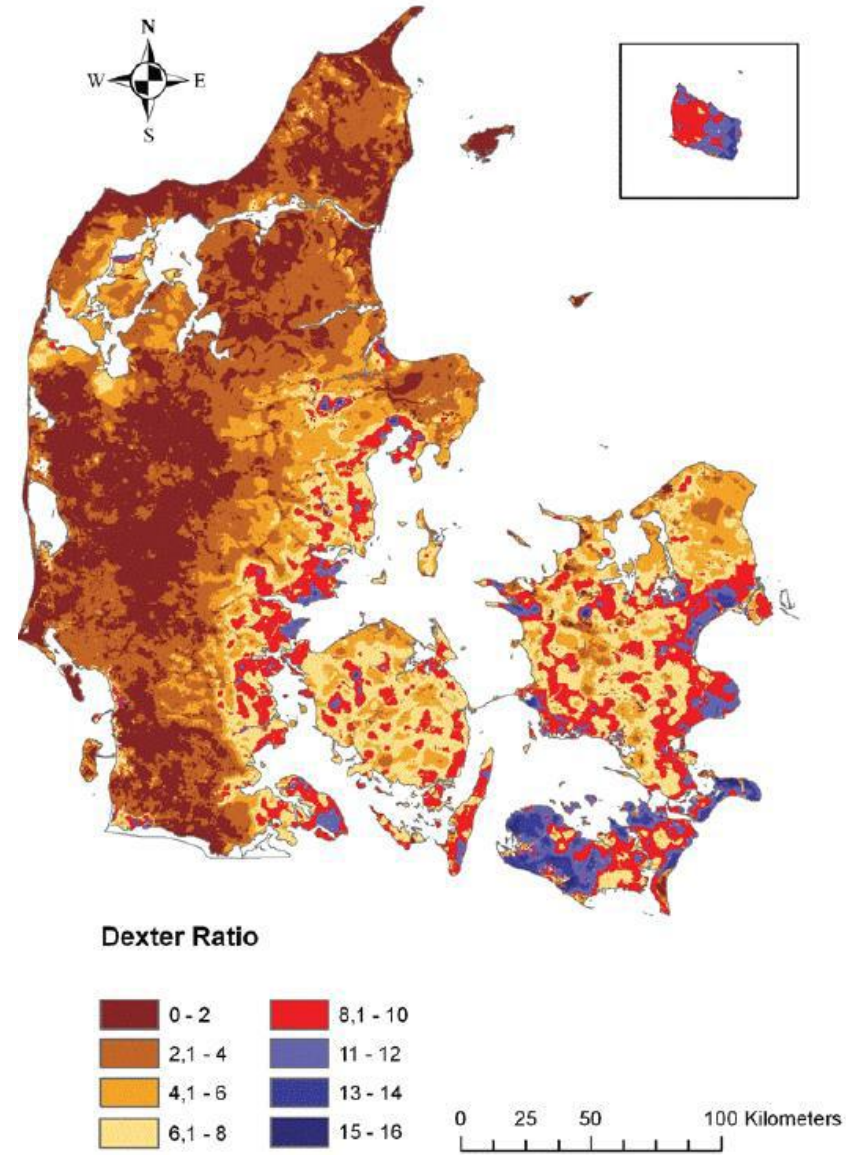 N
W E
S
Dexter Ratio
0 - 2
2,1 - 4
4,1 - 6
6,1 - 8
8,1 - 10
11 - 12
13 - 14
15 - 16
0 25 50 100 Kilometers